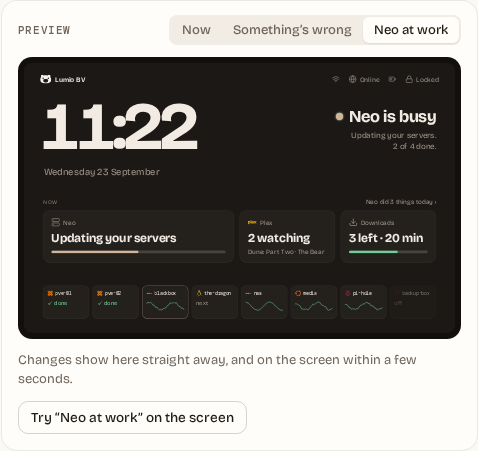 PREVIEW
Now
Something's wrong
Neo at work
Lumio BV
Online
Locked
11:22
Neo is busy
Updating your servers.
2 of 4 done.
Wednesday 23 September
NOW
Neo did 3 things today ›
Neo
Updating your servers
Plex
2 watching
Dune: Part Two · The Bear
Downloads
3 left · 20 min
pve-01
✓ done
pve-02
✓ done
blackbox
the-dragon
next
nas
media
pi-hole
backup-box
off
Changes show here straight away, and on the screen within a few
seconds.
Try “Neo at work” on the screen